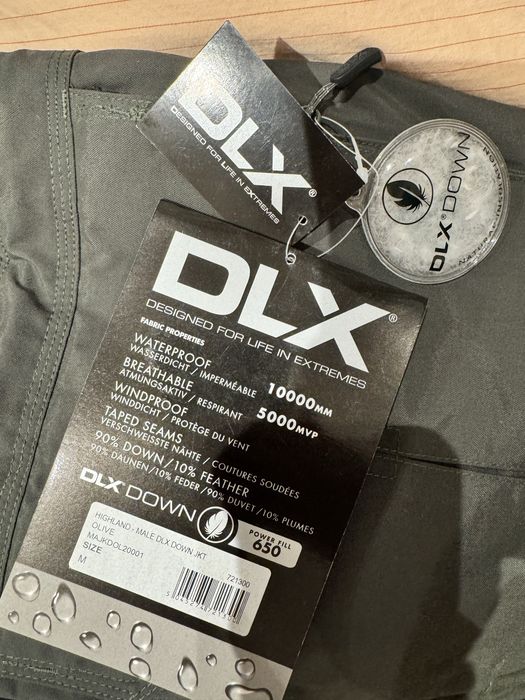 DLX®
DESIGNED FOR LIFE IN EXTREMES
DLX® DOWN
DLX®
DESIGNED FOR LIFE IN EXTREMES
FABRIC PROPERTIES
WATERPROOF 10000MM
WASSERDICHT / IMPERMÉABLE
BREATHABLE 5000MVP
ATMUNGSAKTIV / RESPIRANT
WINDPROOF
WINDDICHT / PROTÈGE DU VENT
TAPED SEAMS
VERSCHWEISSTE NÄHTE / COUTURES SOUDÉES
90% DOWN / 10% FEATHER
90% DAUNEN / 10% FEDER / 90% DUVET / 10% PLUMES
DLX DOWN
POWER FILL
650
HIGHLAND - MALE DLX DOWN JKT
OLIVE
MAJKDOL20001
SIZE
M
721300